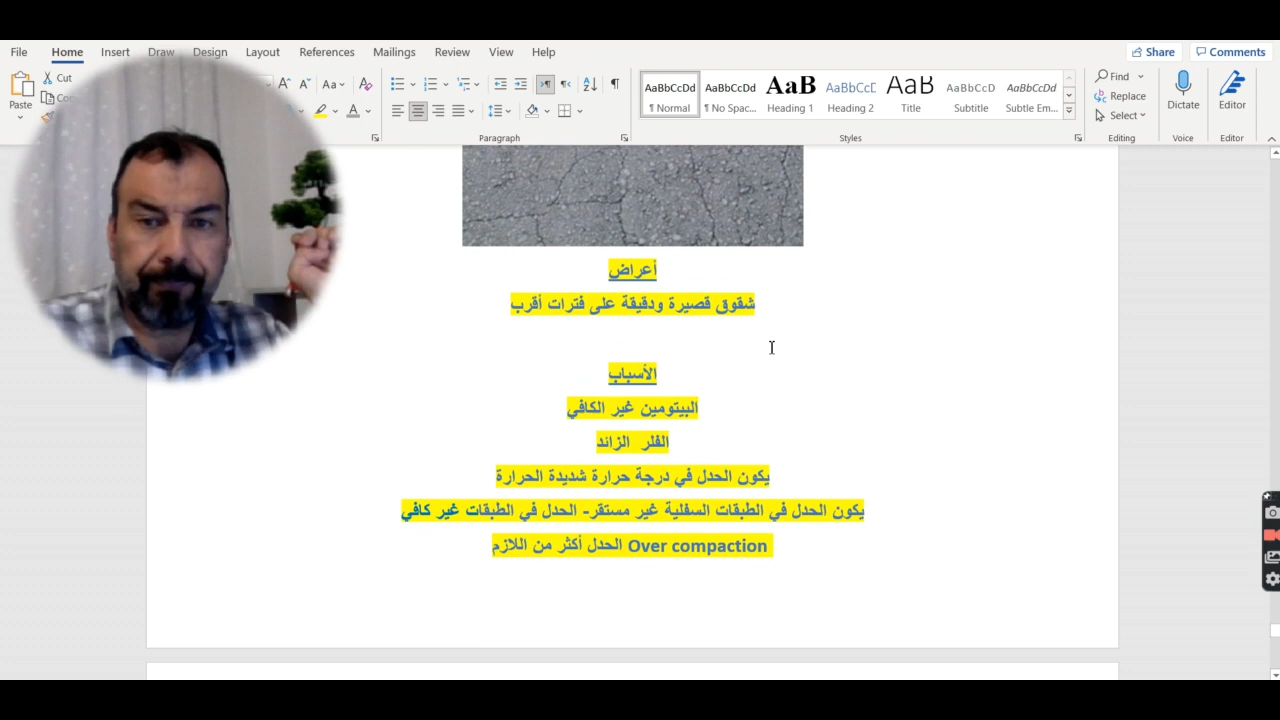 File Home Insert Draw Design Layout References Mailings Review View Help Share Comments
Cut
Paste
Aa
AaBbCcDd AaBbCcDd AaB AaBbCcD AaB AaBbCcD AaBbCcDd
¶ Normal ¶ No Spac... Heading 1 Heading 2 Title Subtitle Subtle Em...
Find
Replace
Select
Dictate
Editor
Paragraph Styles Editing Voice Editor
أعراض
شقوق قصيرة ودقيقة على فترات أقرب
الأسباب
البيتومين غير الكافي
الفلر الزائد
يكون الحدل في درجة حرارة شديدة الحرارة
يكون الحدل في الطبقات السفلية غير مستقر- الحدل في الطبقات غير كافي
Over compaction الحدل أكثر من اللازم